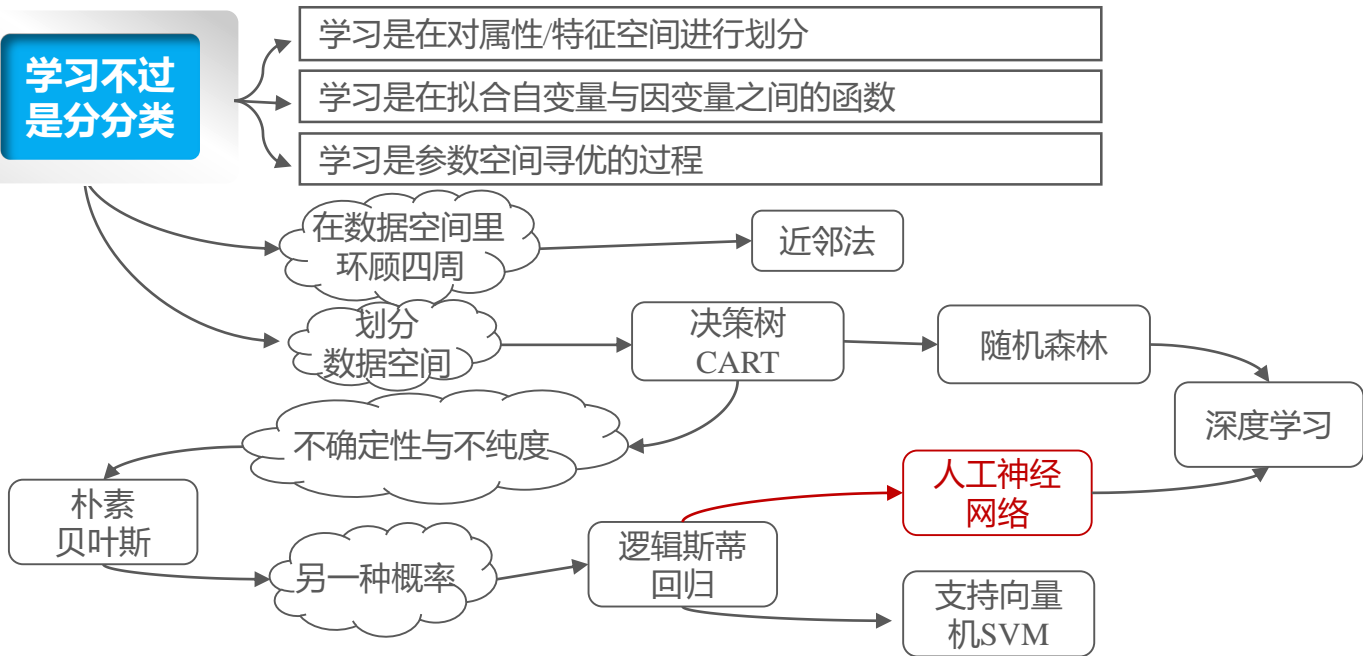 学习不过
是分分类
学习是在对属性/特征空间进行划分
学习是在拟合自变量与因变量之间的函数
学习是参数空间寻优的过程
在数据空间里
环顾四周
近邻法
划分
数据空间
决策树
CART
随机森林
深度学习
不确定性与不纯度
人工神经
网络
朴素
贝叶斯
另一种概率
逻辑斯蒂
回归
支持向量
机SVM